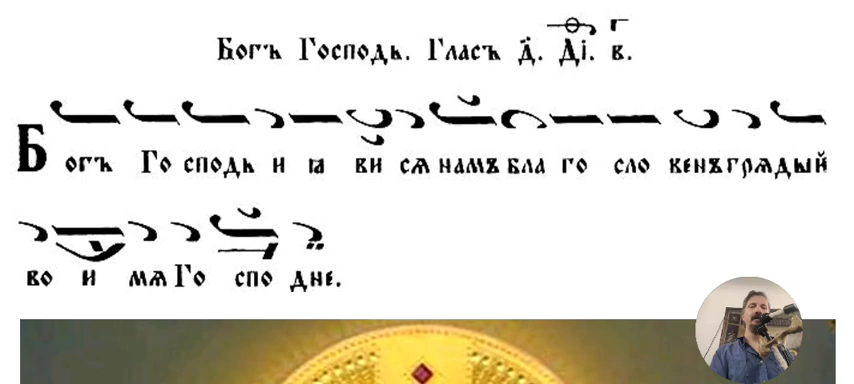 Богъ Господь. Гласъ д҃. Ді. в.
Богъ Го сподь и ꙗ ви сѧ намъ бла го сло венъ грѧдый
во и мѧ Го спо дне.